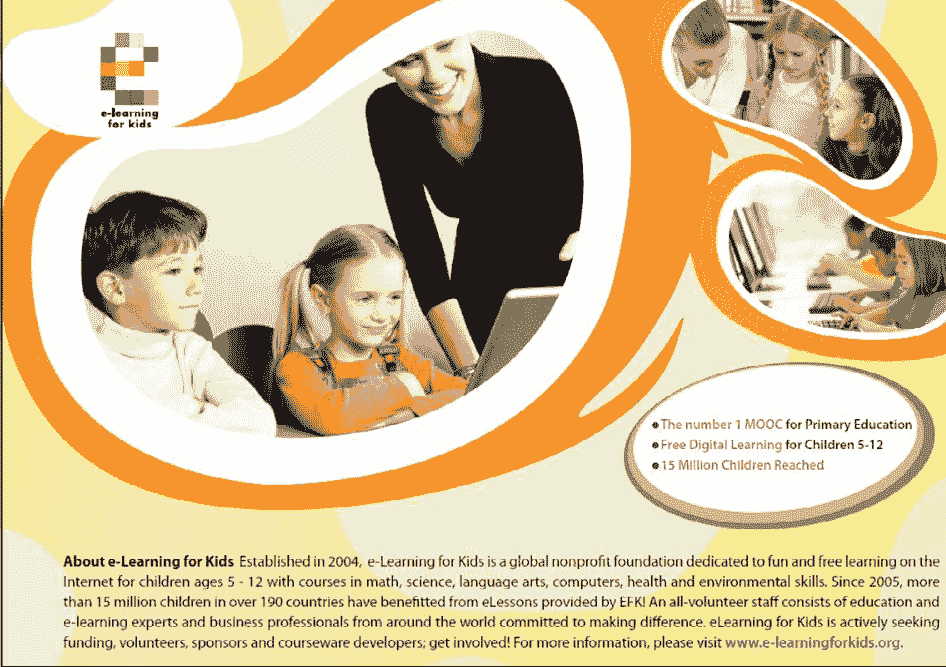 e-learning
for kids
• The number 1 MOOC for Primary Education
• Free Digital Learning for Children 5-12
• 15 Million Children Reached
About e-Learning for Kids Established in 2004, e-Learning for Kids is a global nonprofit foundation dedicated to fun and free learning on the
Internet for children ages 5 - 12 with courses in math, science, language arts, computers, health and environmental skills. Since 2005, more
than 15 million children in over 190 countries have benefitted from eLessons provided by EFK! An all-volunteer staff consists of education and
e-learning experts and business professionals from around the world committed to making difference. eLearning for Kids is actively seeking
funding, volunteers, sponsors and courseware developers; get involved! For more information, please visit www.e-learningforkids.org.